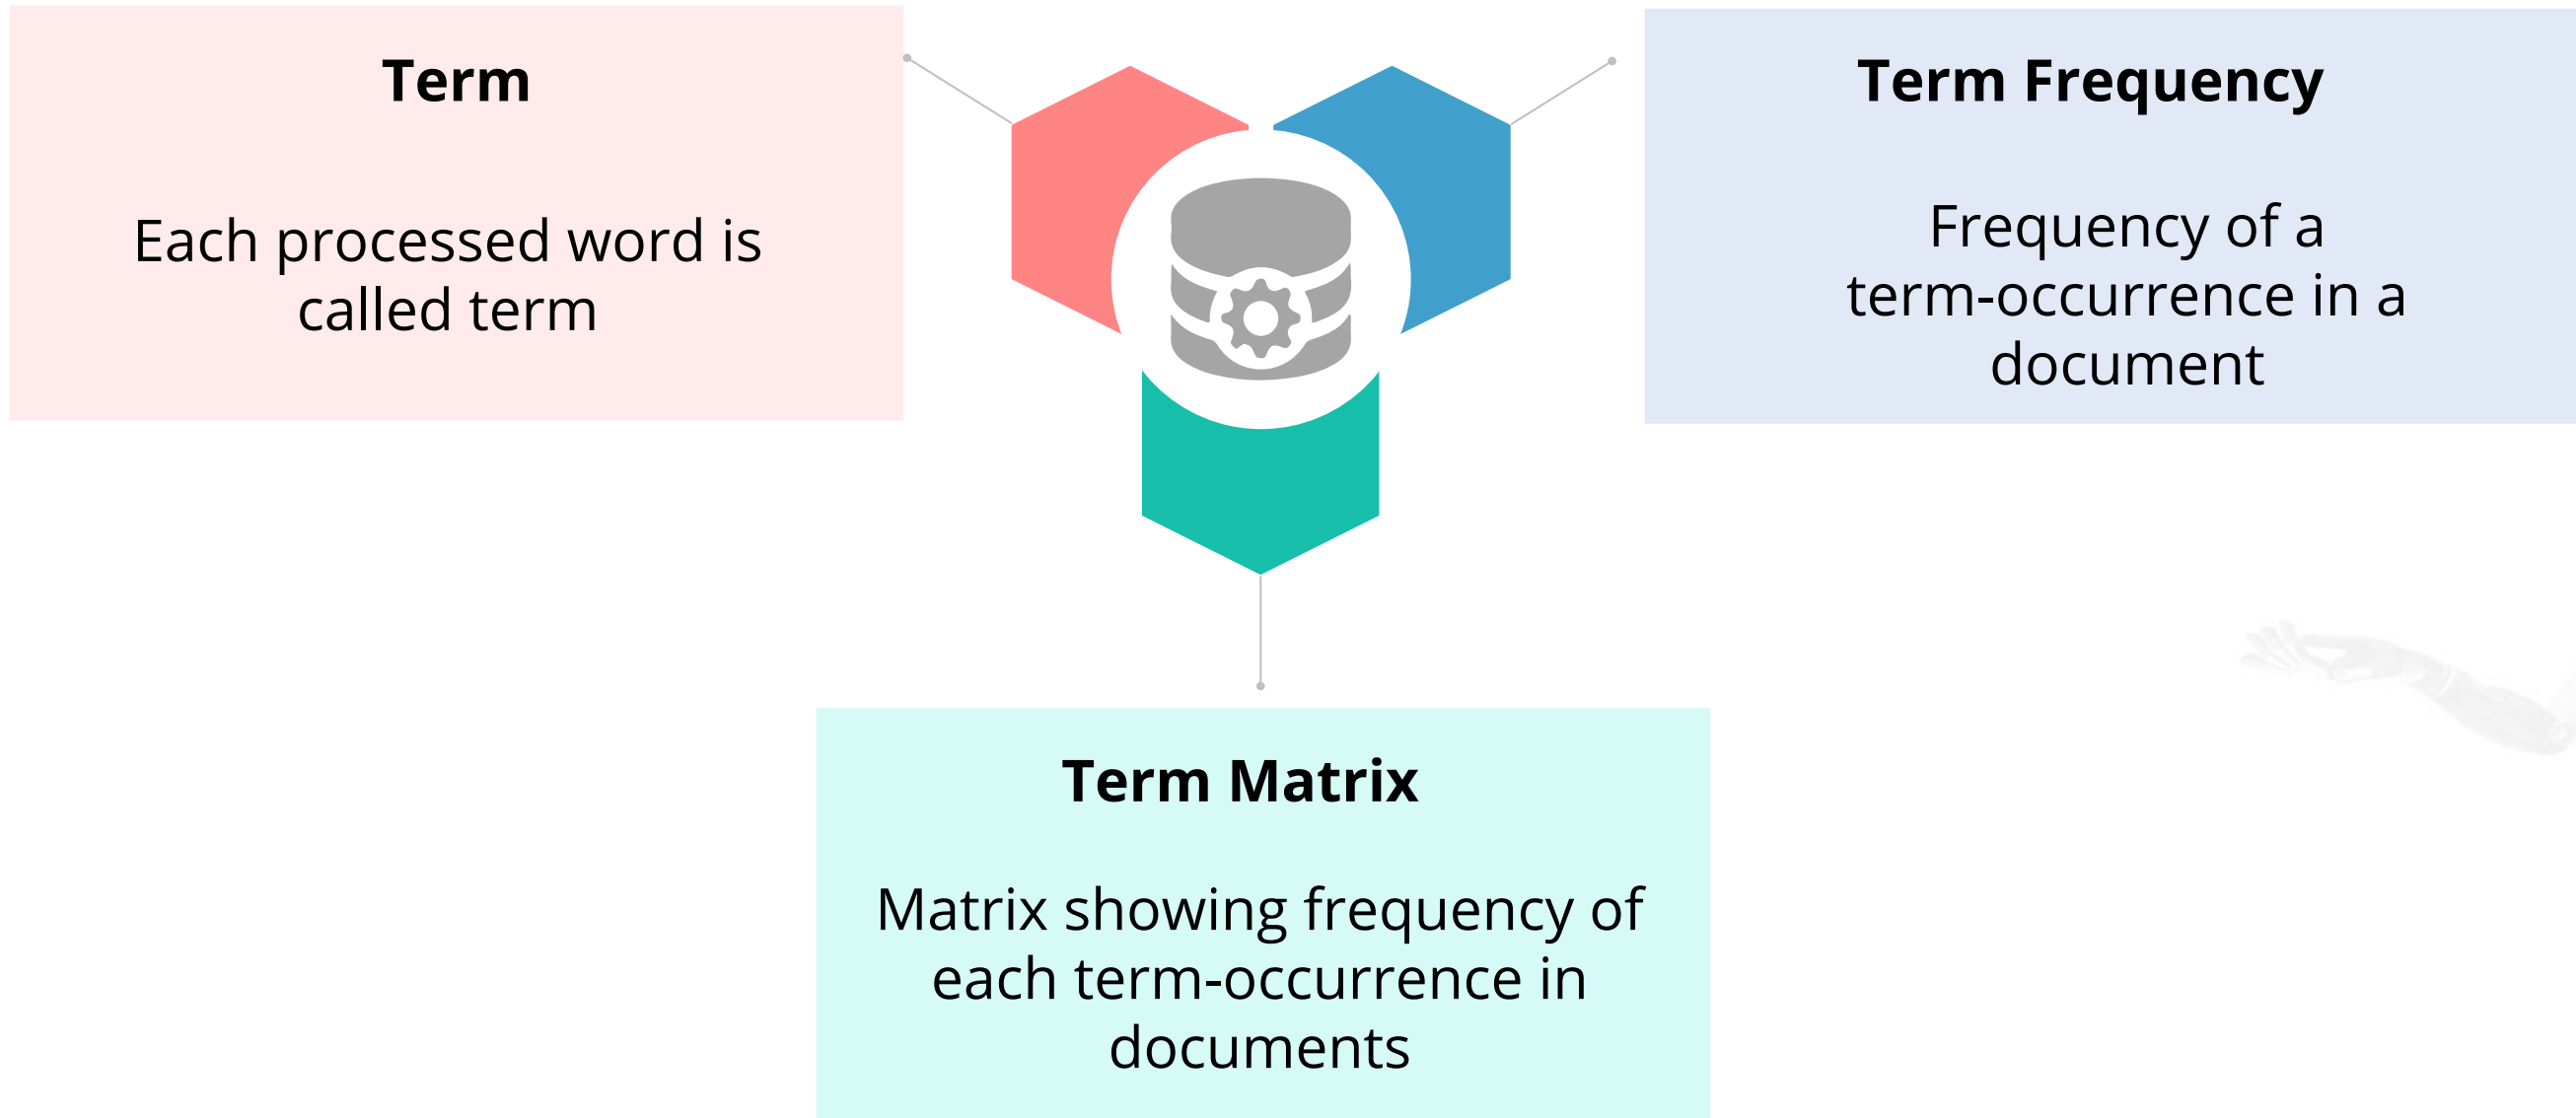 Term
Each processed word is
called term
Term Frequency
Frequency of a
term-occurrence in a
document
Term Matrix
Matrix showing frequency of
each term-occurrence in
documents